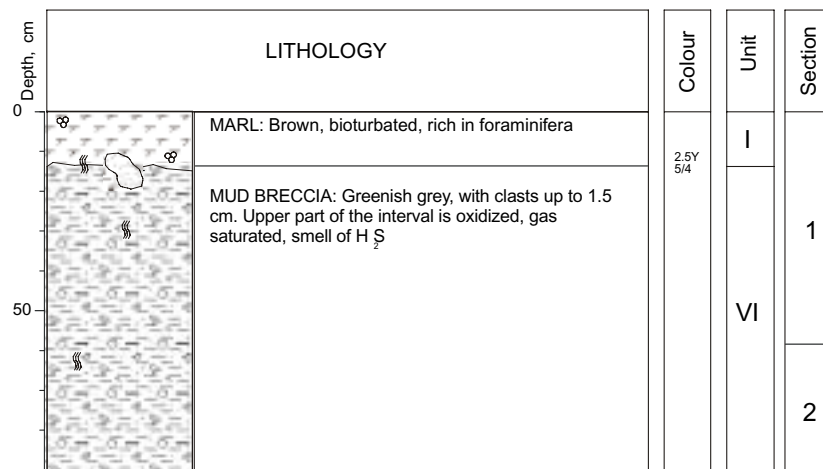 Depth, cm
LITHOLOGY
Colour
Unit
Section
0
MARL: Brown, bioturbated, rich in foraminifera
2.5Y
5/4
I
MUD BRECCIA: Greenish grey, with clasts up to 1.5
cm. Upper part of the interval is oxidized, gas
saturated, smell of H2S
1
50
VI
2